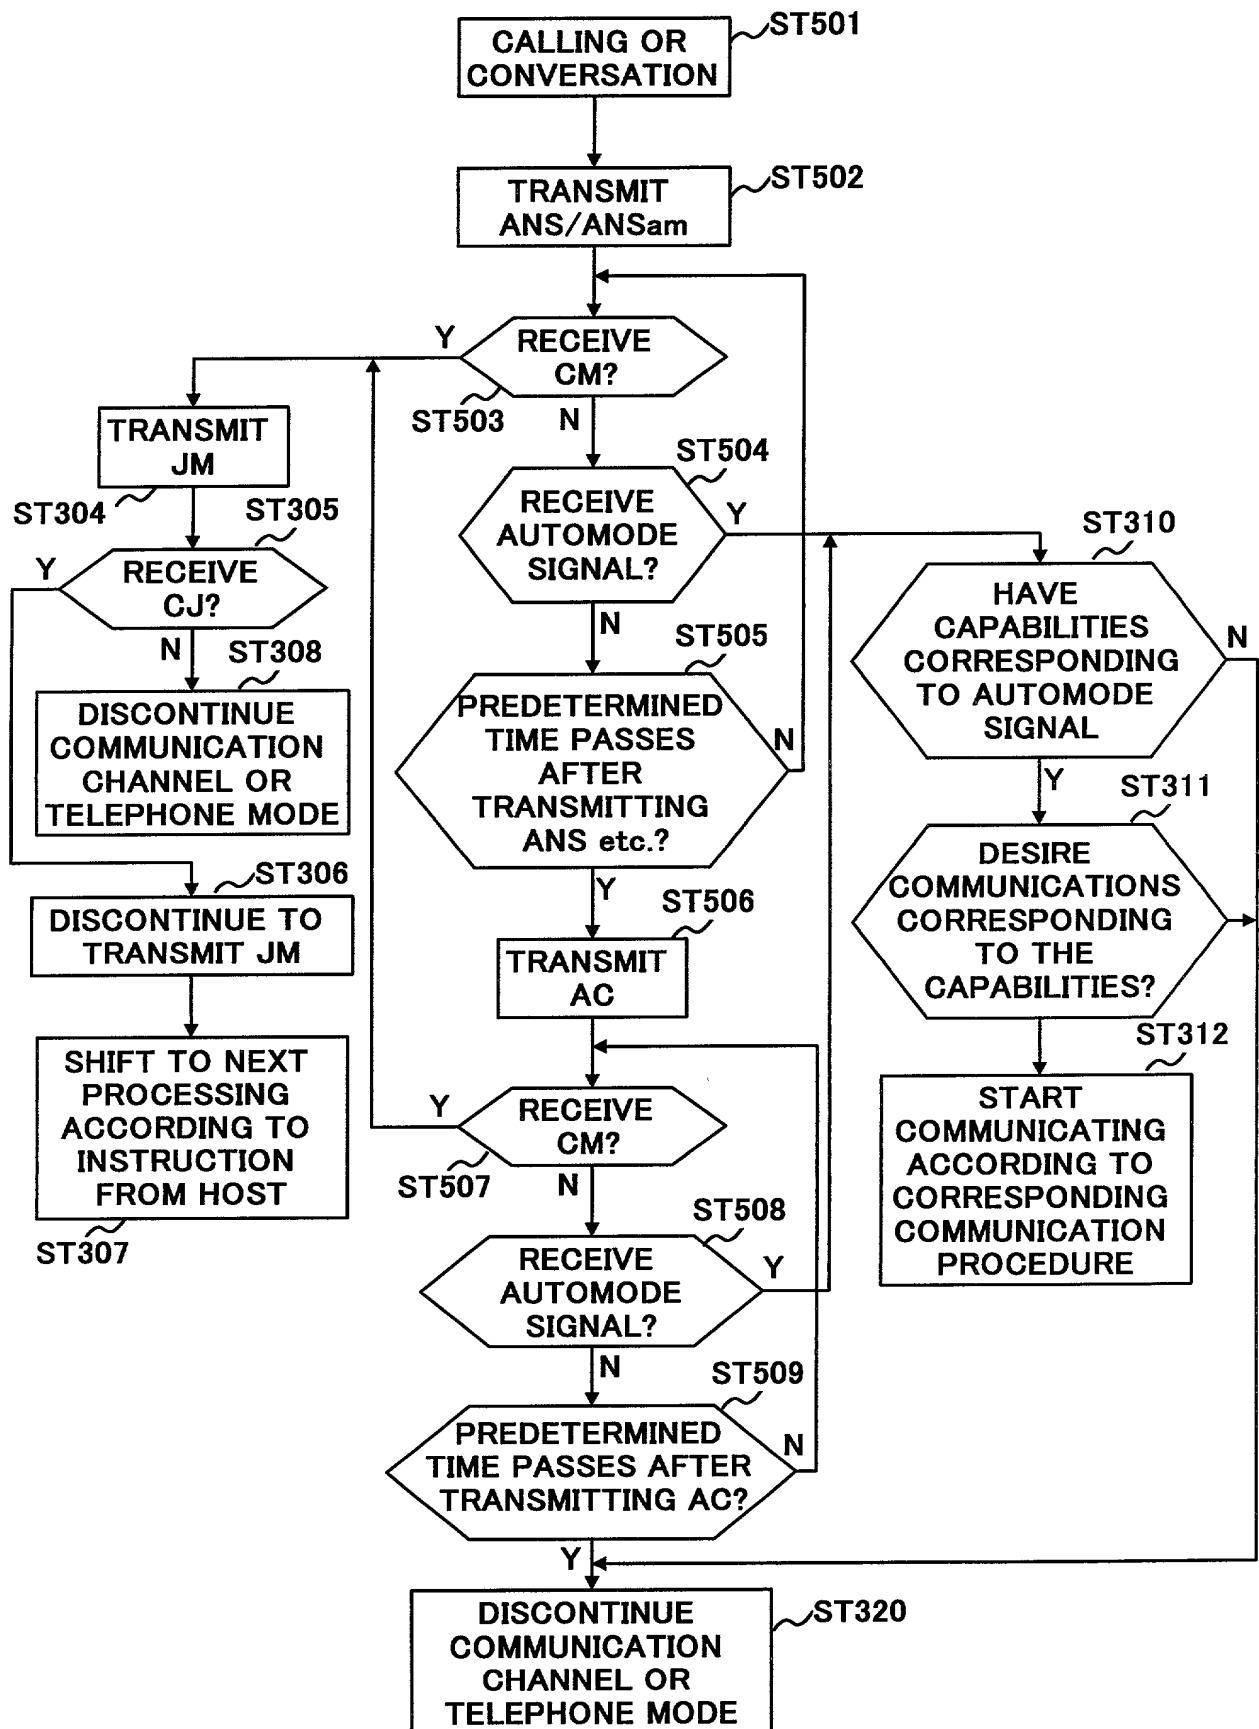 CALLING OR
CONVERSATION
ST501
TRANSMIT
ANS/ANSam
ST502
RECEIVE
CM?
Y
ST503
N
TRANSMIT
JM
ST304
ST305
RECEIVE
CJ?
Y
N
ST308
DISCONTINUE
COMMUNICATION
CHANNEL OR
TELEPHONE MODE
ST306
DISCONTINUE TO
TRANSMIT JM
SHIFT TO NEXT
PROCESSING
ACCORDING TO
INSTRUCTION
FROM HOST
ST307
ST504
RECEIVE
AUTOMODE
SIGNAL?
Y
N
ST505
PREDETERMINED
TIME PASSES
AFTER
TRANSMITTING
ANS etc.?
N
Y
ST506
TRANSMIT
AC
RECEIVE
CM?
Y
ST507
N
ST508
RECEIVE
AUTOMODE
SIGNAL?
Y
N
ST509
PREDETERMINED
TIME PASSES AFTER
TRANSMITTING AC?
N
Y
ST310
HAVE
CAPABILITIES
CORRESPONDING
TO AUTOMODE
SIGNAL
N
Y
ST311
DESIRE
COMMUNICATIONS
CORRESPONDING
TO THE
CAPABILITIES?
ST312
START
COMMUNICATING
ACCORDING TO
CORRESPONDING
COMMUNICATION
PROCEDURE
DISCONTINUE
COMMUNICATION
CHANNEL OR
TELEPHONE MODE
ST320